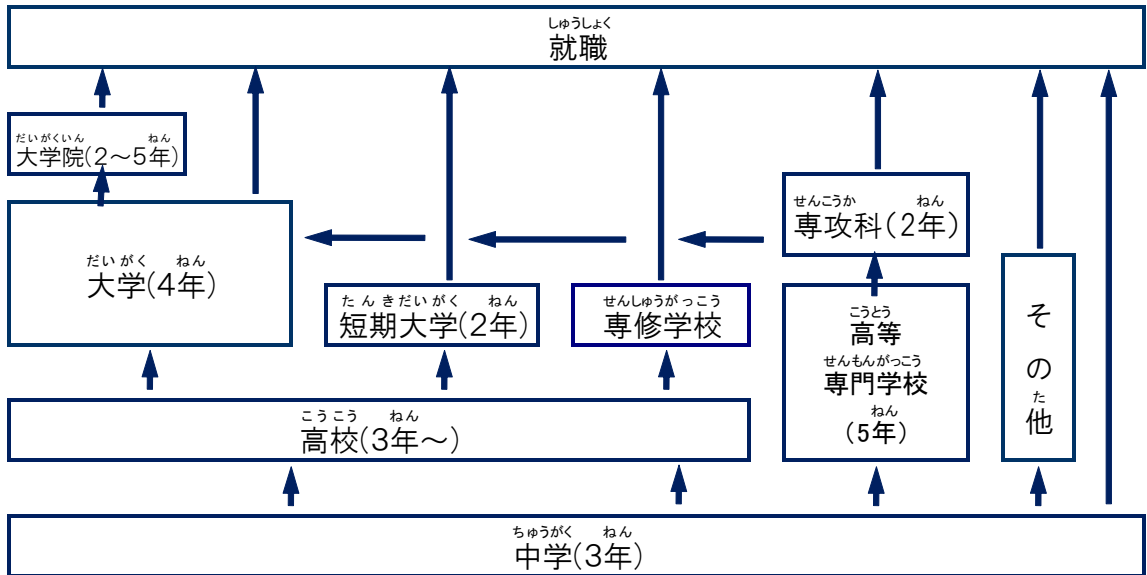 しゅうしょく
就職
だいがくいん ねん
大学院(2～5年)
せんこうか ねん
専攻科(2年)
だいがく ねん
大学(4年)
たんきだいがく ねん
短期大学(2年)
せんしゅうがっこう
専修学校
こうとう
高等
せんもんがっこう
専門学校
ねん
(5年)
そ
の
た
他
こうこう ねん
高校(3年～)
ちゅうがく ねん
中学(3年)